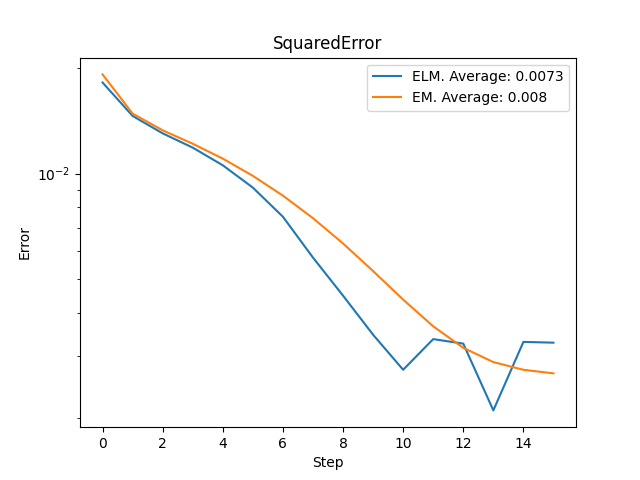 SquaredError
ELM. Average: 0.0073
EM. Average: 0.008
10⁻²
Error
0 2 4 6 8 10 12 14
Step